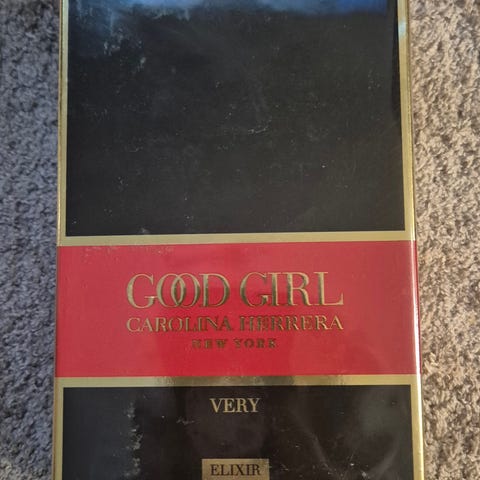 GOOD GIRL
CAROLINA HERRERA
NEW YORK
VERY
ELIXIR